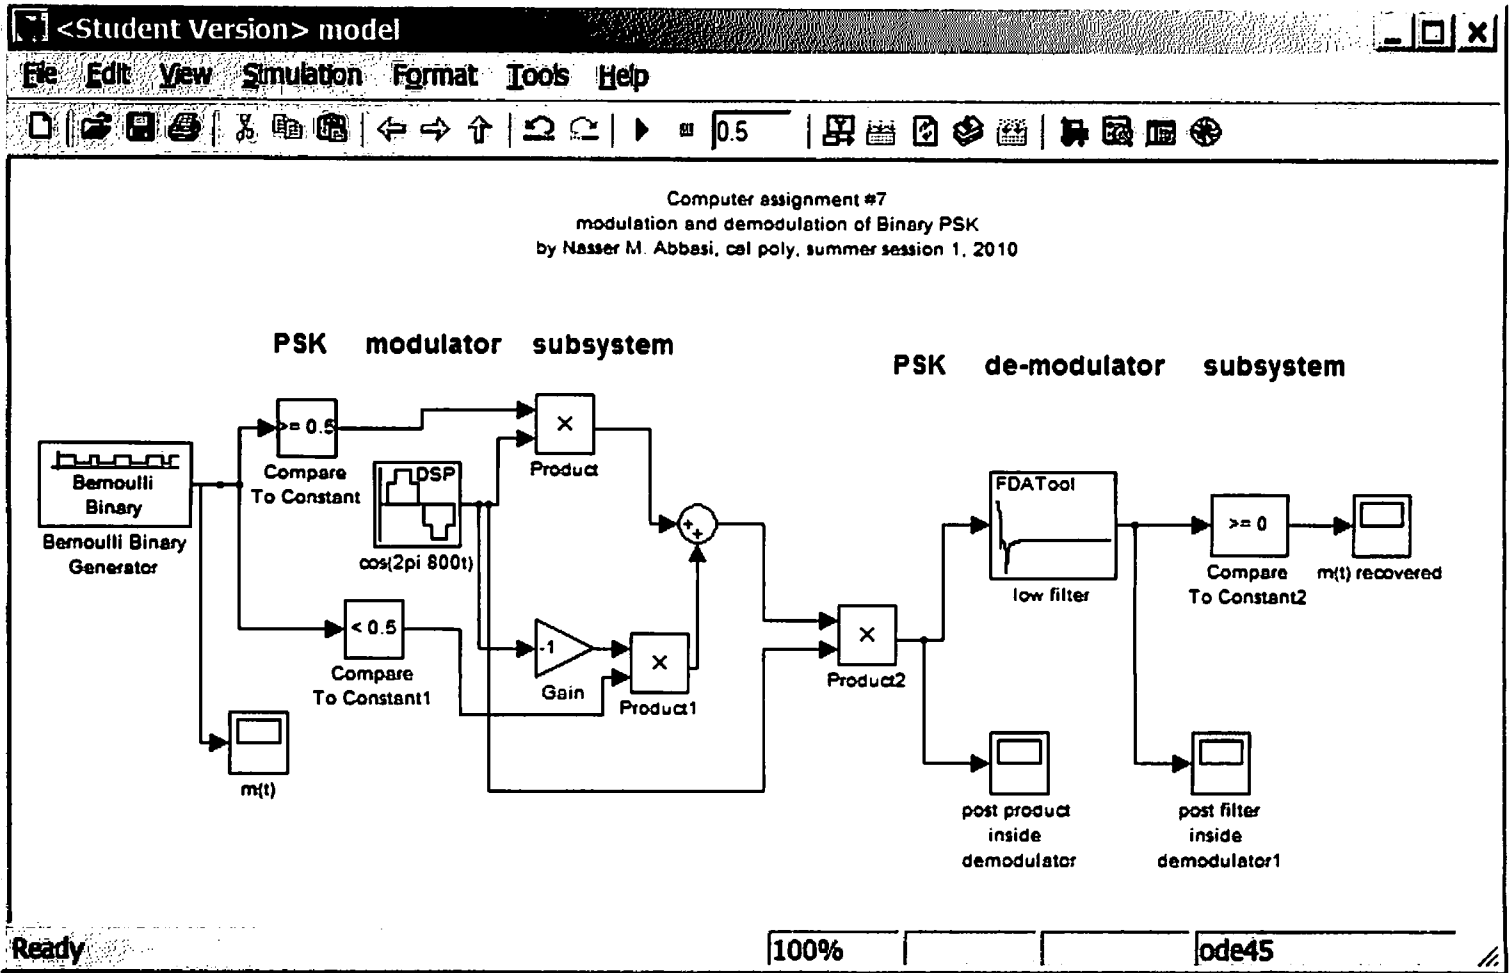 <Student Version> model
File Edit View Simulation Format Tools Help
0.5
Computer assignment #7
modulation and demodulation of Binary PSK
by Nasser M. Abbasi, cal poly, summer session 1, 2010
PSK modulator subsystem
PSK de-modulator subsystem
>= 0.5
Compare
To Constant
×
Product
Bernoulli
Binary
Bernoulli Binary
Generator
DSP
cos(2pi 800t)
++
FDATool
low filter
>= 0
Compare
To Constant2
m(t) recovered
< 0.5
Compare
To Constant1
-1
Gain
×
Product1
×
Product2
m(t)
post product
inside
demodulator
post filter
inside
demodulator1
Ready
100%
ode45